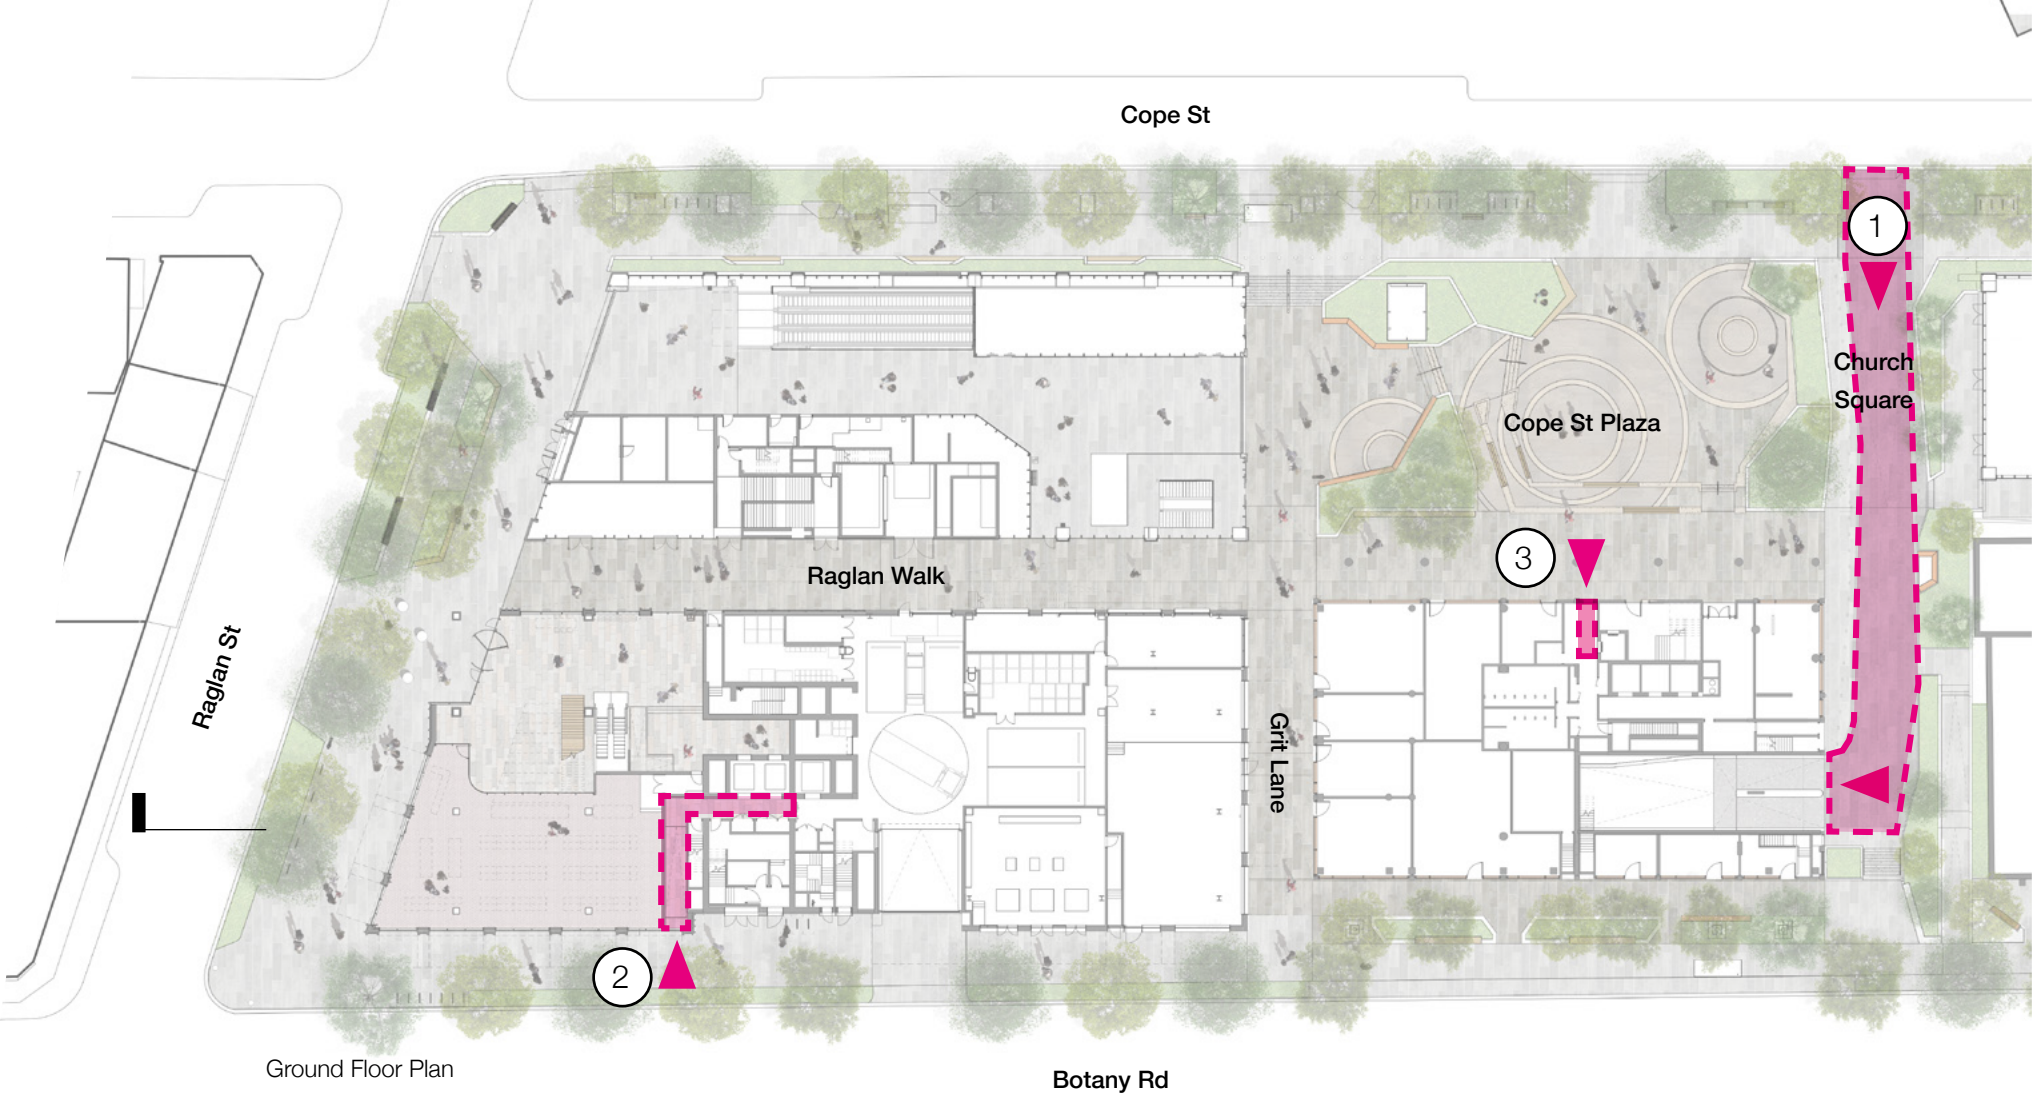 Cope St
1
Church
Square
Cope St Plaza
3
Raglan Walk
Raglan St
Grit Lane
2
Ground Floor Plan
Botany Rd